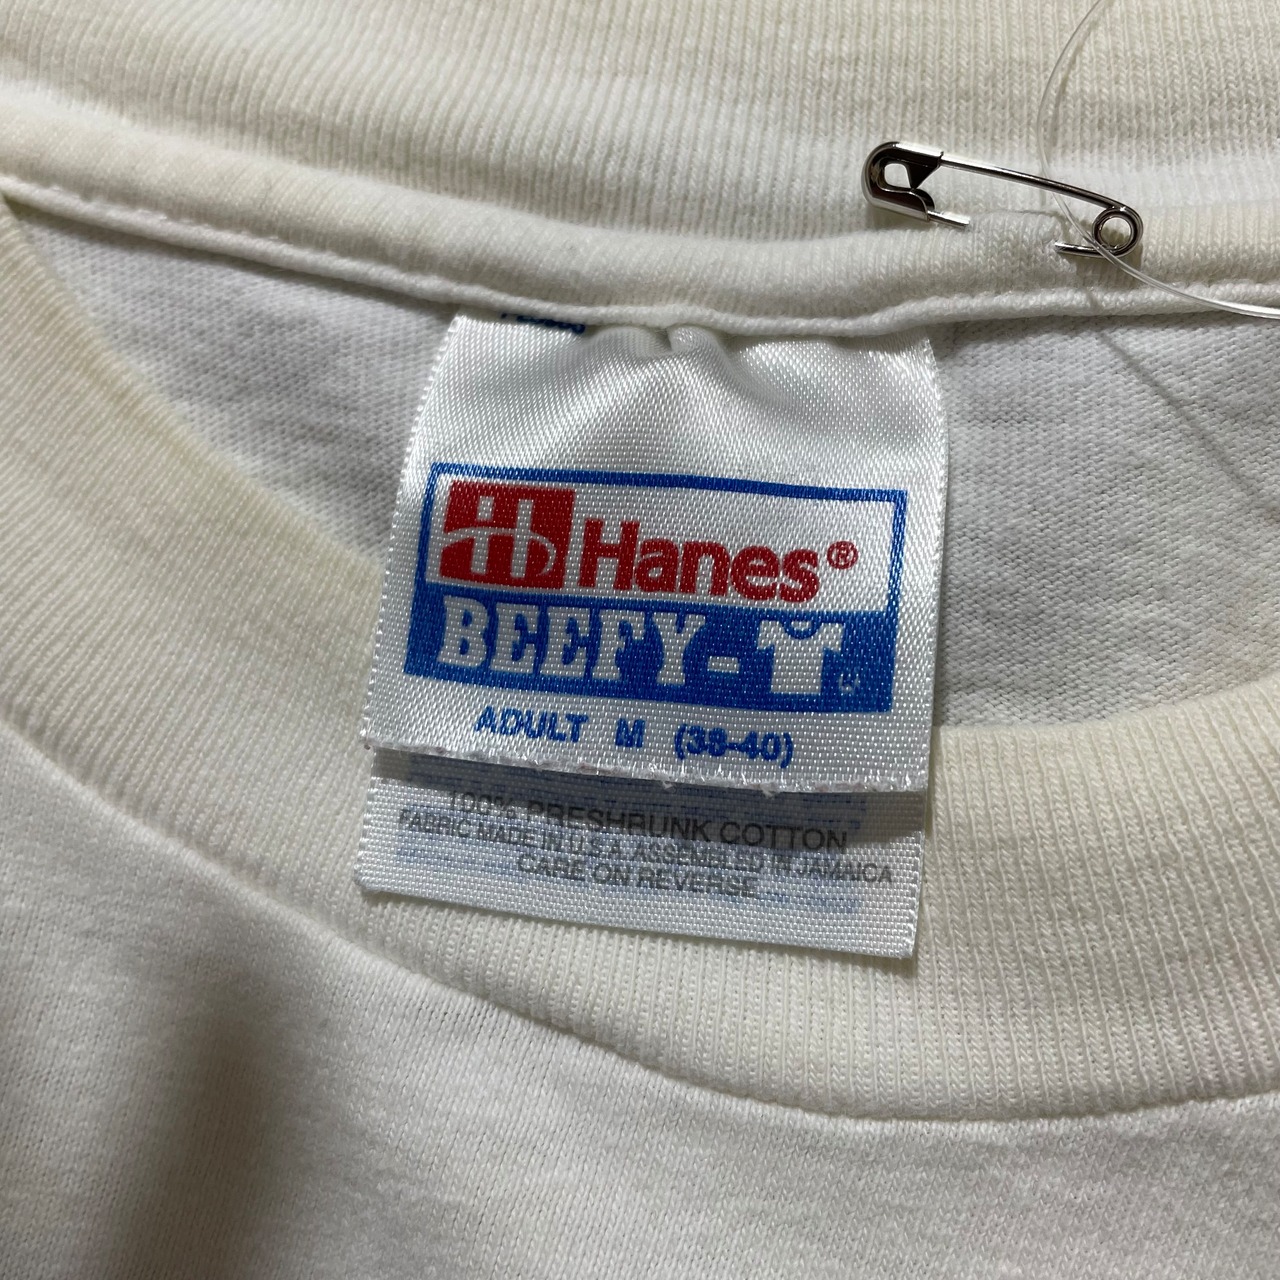 H Hanes®
BEEFY-T
ADULT M (38-40)
100% PRESHRUNK COTTON
FABRIC MADE IN U.S.A. ASSEMBLED IN JAMAICA
CARE ON REVERSE